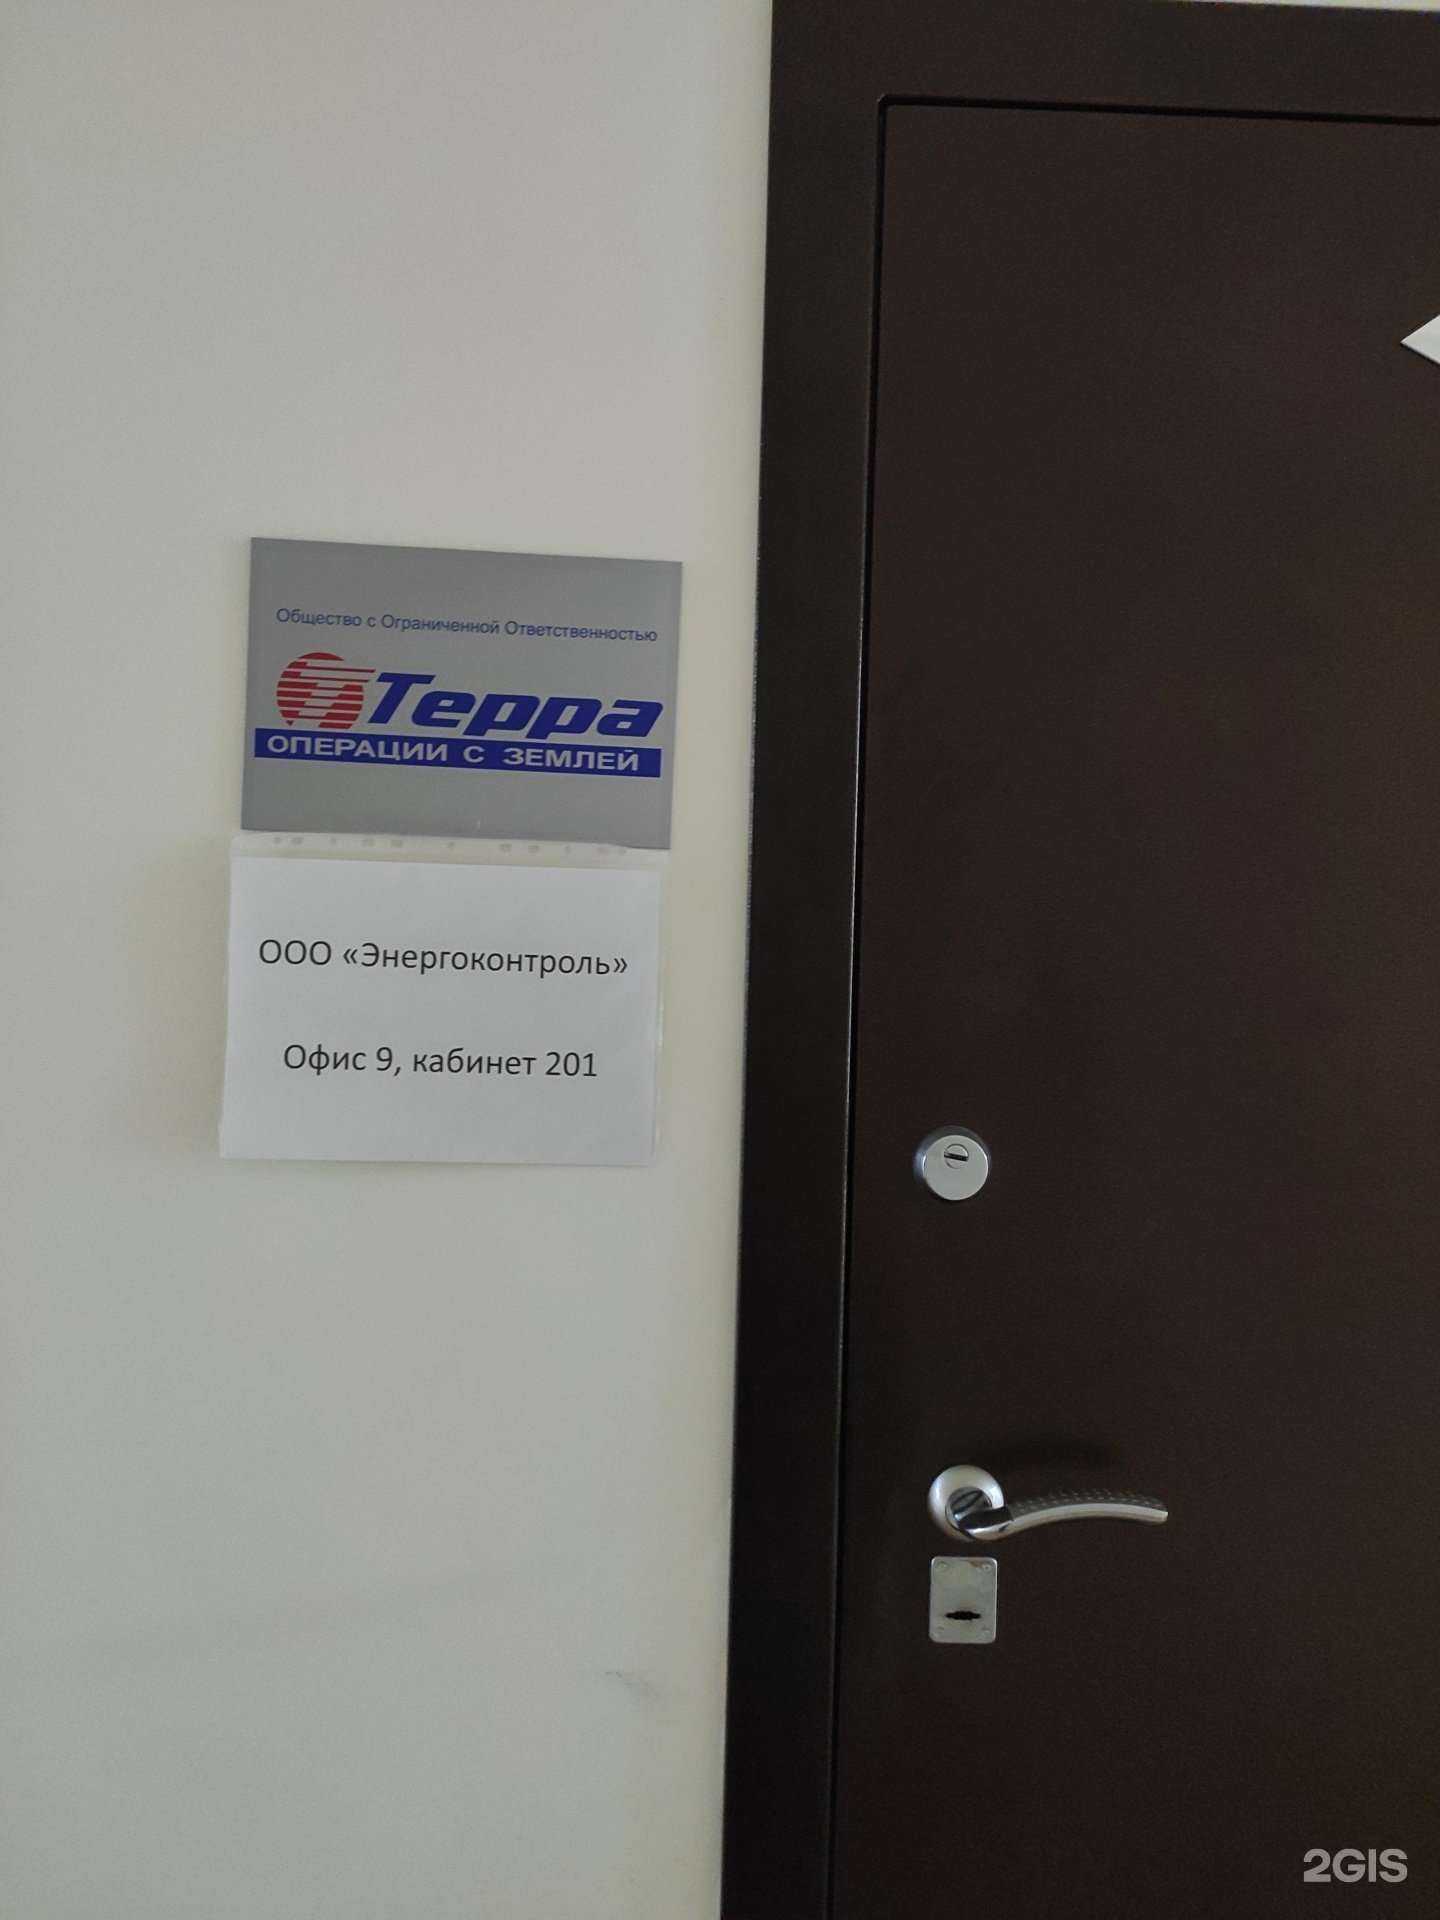 Общество с Ограниченной Ответственностью
Терра
ОПЕРАЦИИ С ЗЕМЛЕЙ
ООО «Энергоконтроль»
Офис 9, кабинет 201
2GIS